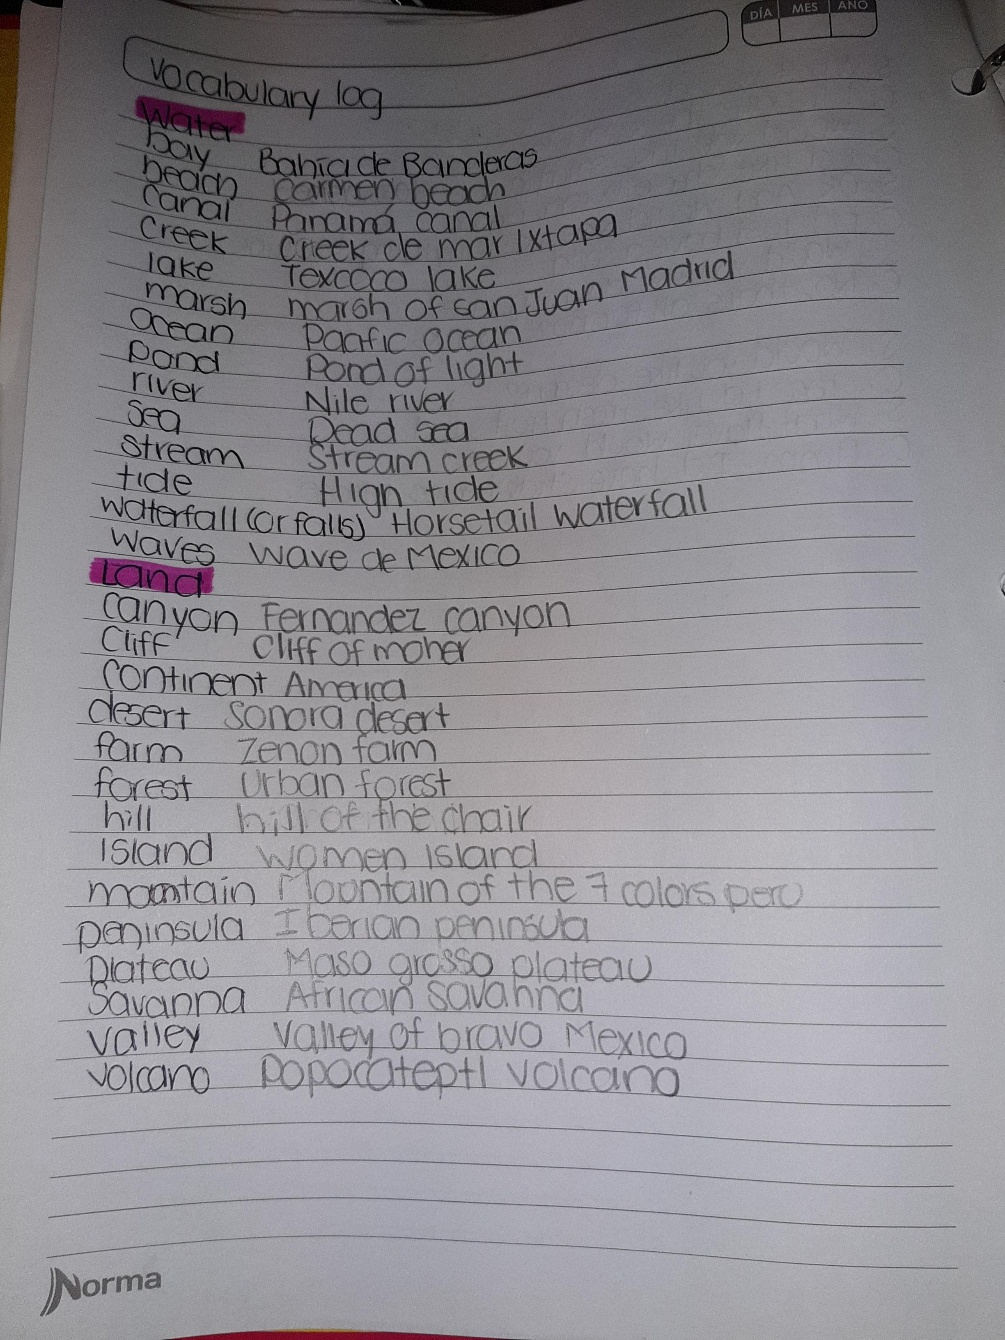 DÍA MES AÑO
Vocabulary log
Water
bay Bahía de Banderas
beach carmen beach
Canal Panamá canal
Creek Creek de mar Ixtapa
lake Texcoco lake
marsh marsh of san Juan Madrid
Ocean Pacific Ocean
Pond Pond of light
river Nile river
Sea Dead sea
Stream Stream creek
tide High tide
Waterfall (or falls) Horsetail waterfall
Waves Wave de Mexico
Land
Canyon Fernandez canyon
Cliff Cliff of moher
Continent America
desert Sonora desert
farm Zenon farm
forest Urban forest
hill hill of the chair
Island Women Island
mountain Mountain of the 7 colors peru
peninsula Iberian peninsula
Plateau Maso grosso plateau
Savanna African savanna
Valley Valley of bravo Mexico
Volcano Popocateptl volcano
Norma